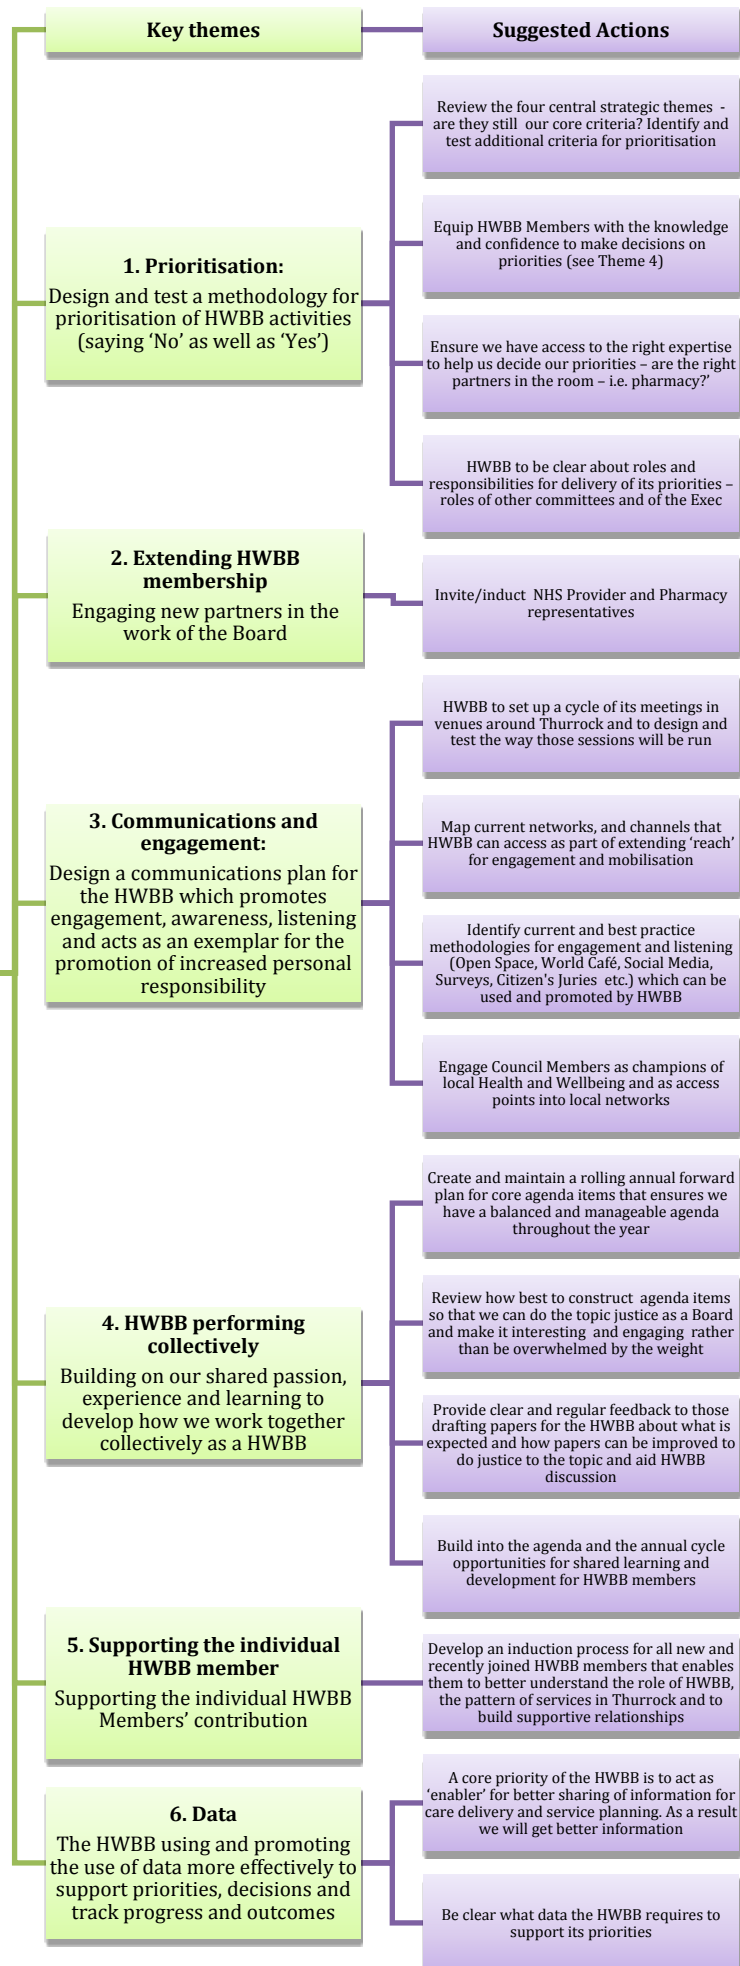 Key themes
Suggested Actions
1. Prioritisation:
Design and test a methodology for
prioritisation of HWBB activities
(saying ‘No’ as well as ‘Yes’)
Review the four central strategic themes -
are they still our core criteria? Identify and
test additional criteria for prioritisation
Equip HWBB Members with the knowledge
and confidence to make decisions on
priorities (see Theme 4)
Ensure we have access to the right expertise
to help us decide our priorities – are the right
partners in the room – i.e. pharmacy?’
HWBB to be clear about roles and
responsibilities for delivery of its priorities –
roles of other committees and of the Exec
2. Extending HWBB
membership
Engaging new partners in the
work of the Board
Invite/induct NHS Provider and Pharmacy
representatives
3. Communications and
engagement:
Design a communications plan for
the HWBB which promotes
engagement, awareness, listening
and acts as an exemplar for the
promotion of increased personal
responsibility
HWBB to set up a cycle of its meetings in
venues around Thurrock and to design and
test the way those sessions will be run
Map current networks, and channels that
HWBB can access as part of extending ‘reach’
for engagement and mobilisation
Identify current and best practice
methodologies for engagement and listening
(Open Space, World Café, Social Media,
Surveys, Citizen's Juries etc.) which can be
used and promoted by HWBB
Engage Council Members as champions of
local Health and Wellbeing and as access
points into local networks
4. HWBB performing
collectively
Building on our shared passion,
experience and learning to
develop how we work together
collectively as a HWBB
Create and maintain a rolling annual forward
plan for core agenda items that ensures we
have a balanced and manageable agenda
throughout the year
Review how best to construct agenda items
so that we can do the topic justice as a Board
and make it interesting and engaging rather
than be overwhelmed by the weight
Provide clear and regular feedback to those
drafting papers for the HWBB about what is
expected and how papers can be improved to
do justice to the topic and aid HWBB
discussion
Build into the agenda and the annual cycle
opportunities for shared learning and
development for HWBB members
5. Supporting the individual
HWBB member
Supporting the individual HWBB
Members’ contribution
Develop an induction process for all new and
recently joined HWBB members that enables
them to better understand the role of HWBB,
the pattern of services in Thurrock and to
build supportive relationships
6. Data
The HWBB using and promoting
the use of data more effectively to
support priorities, decisions and
track progress and outcomes
A core priority of the HWBB is to act as
‘enabler’ for better sharing of information for
care delivery and service planning. As a result
we will get better information
Be clear what data the HWBB requires to
support its priorities